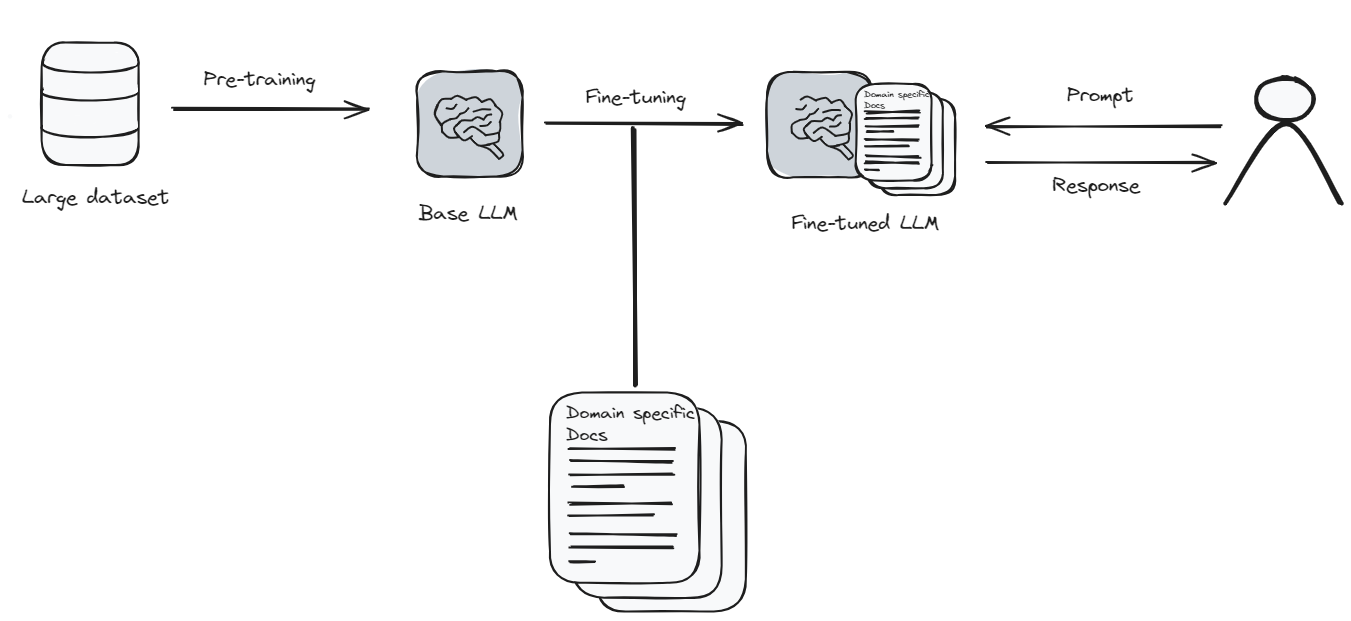 Pre-training
Large dataset
Base LLM
Fine-tuning
Domain specific
Docs
Fine-tuned LLM
Prompt
Response
Domain specific
Docs